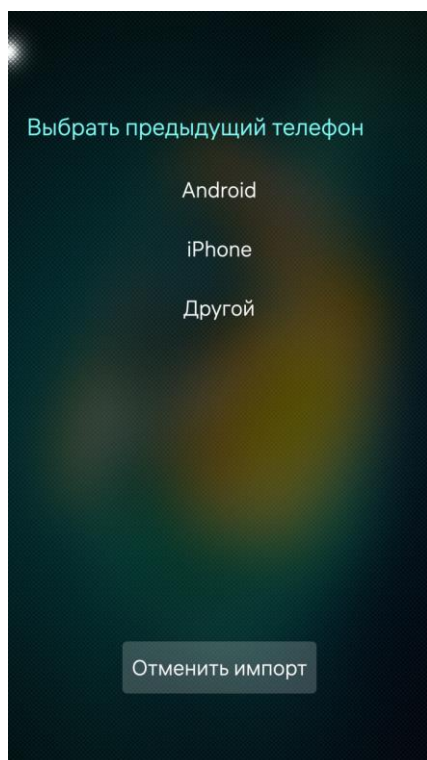 Выбрать предыдущий телефон
Android
iPhone
Другой
Отменить импорт